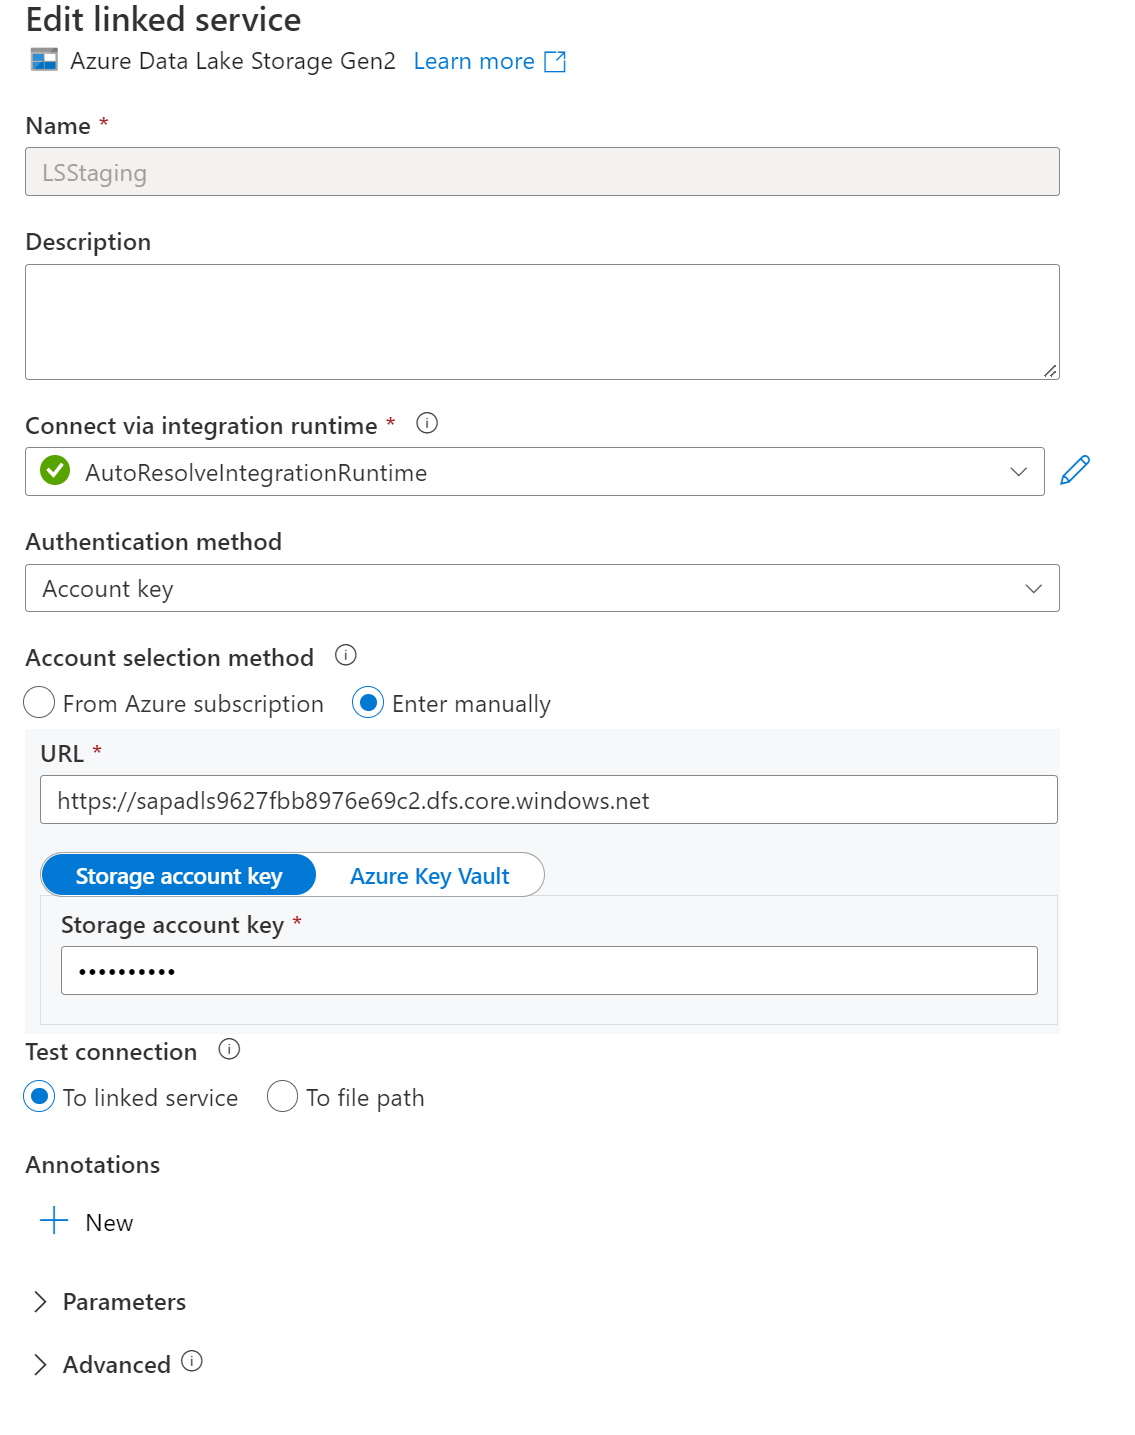 Edit linked service
Azure Data Lake Storage Gen2 Learn more
Name *
LSStaging
Description
Connect via integration runtime *
AutoResolveIntegrationRuntime
Authentication method
Account key
Account selection method
From Azure subscription Enter manually
URL *
https://sapadls9627fbb8976e69c2.dfs.core.windows.net
Storage account key Azure Key Vault
Storage account key *
••••••••••
Test connection
To linked service To file path
Annotations
New
Parameters
Advanced